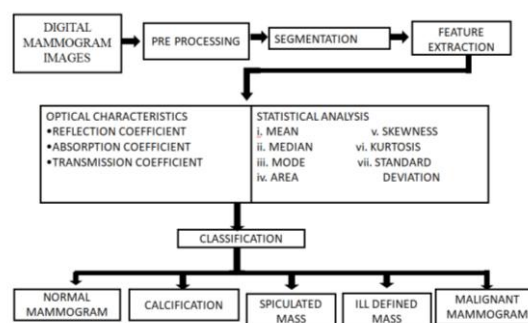 DIGITAL
MAMMOGRAM
IMAGES
PRE PROCESSING
SEGMENTATION
FEATURE
EXTRACTION
OPTICAL CHARACTERISTICS
•REFLECTION COEFFICIENT
•ABSORPTION COEFFICIENT
•TRANSMISSION COEFFICIENT
STATISTICAL ANALYSIS
i. MEAN v. SKEWNESS
ii. MEDIAN vi. KURTOSIS
iii. MODE vii. STANDARD
iv. AREA DEVIATION
CLASSIFICATION
NORMAL
MAMMOGRAM
CALCIFICATION
SPICULATED
MASS
ILL DEFINED
MASS
MALIGNANT
MAMMOGRAM